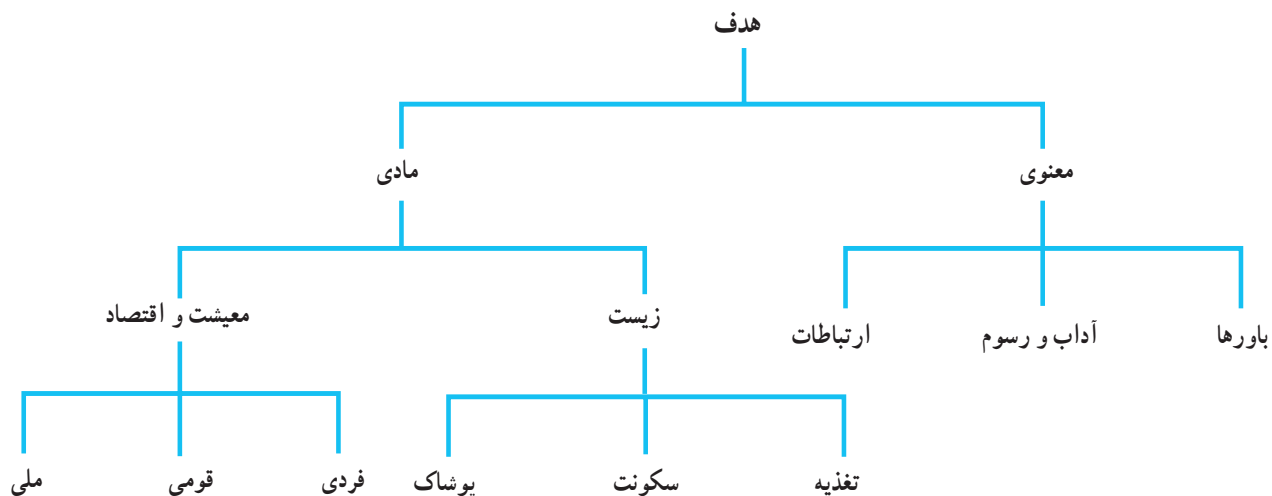 هدف
معنوی
مادی
زیست
معیشت و اقتصاد
باورها
آداب و رسوم
ارتباطات
تغذیه
سکونت
پوشاک
فردی
قومی
ملی